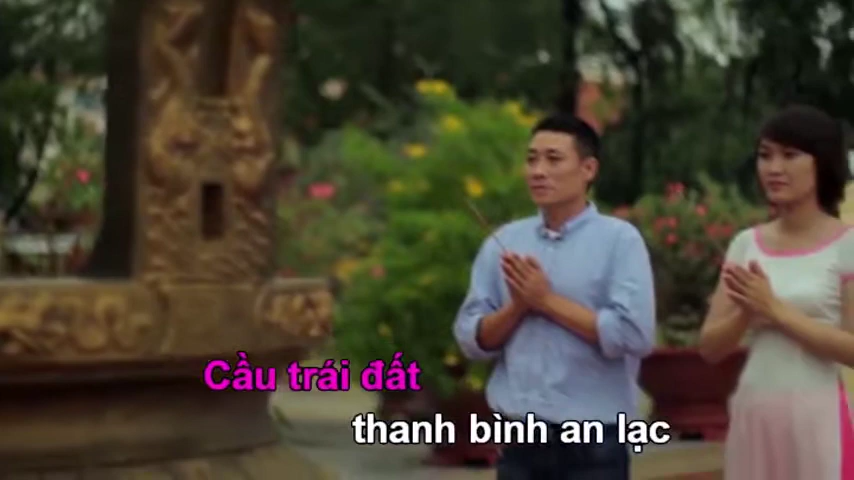 Cầu trái đất
thanh bình an lạc